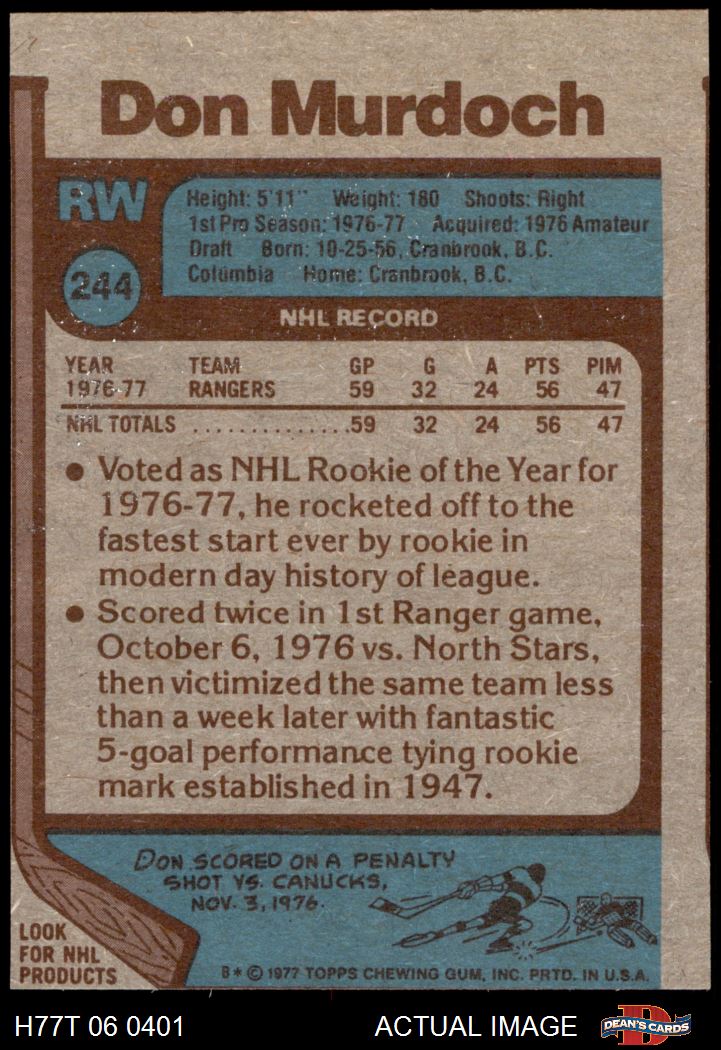 Don Murdoch
RW
244
Height: 5'11" Weight: 180 Shoots: Right
1st Pro Season: 1976-77 Acquired: 1976 Amateur
Draft Born: 10-25-56, Cranbrook, B.C.
Columbia Home: Cranbrook, B.C.
NHL RECORD
YEAR TEAM GP G A PTS PIM
1976-77 RANGERS 59 32 24 56 47
NHL TOTALS ..............59 32 24 56 47
• Voted as NHL Rookie of the Year for
1976-77, he rocketed off to the
fastest start ever by rookie in
modern day history of league.
• Scored twice in 1st Ranger game,
October 6, 1976 vs. North Stars,
then victimized the same team less
than a week later with fantastic
5-goal performance tying rookie
mark established in 1947.
DON SCORED ON A PENALTY
SHOT VS. CANUCKS,
NOV. 3, 1976.
LOOK
FOR NHL
PRODUCTS
B* © 1977 TOPPS CHEWING GUM, INC. PRTD. IN U.S.A.
H77T 06 0401 ACTUAL IMAGE DEAN'S CARDS